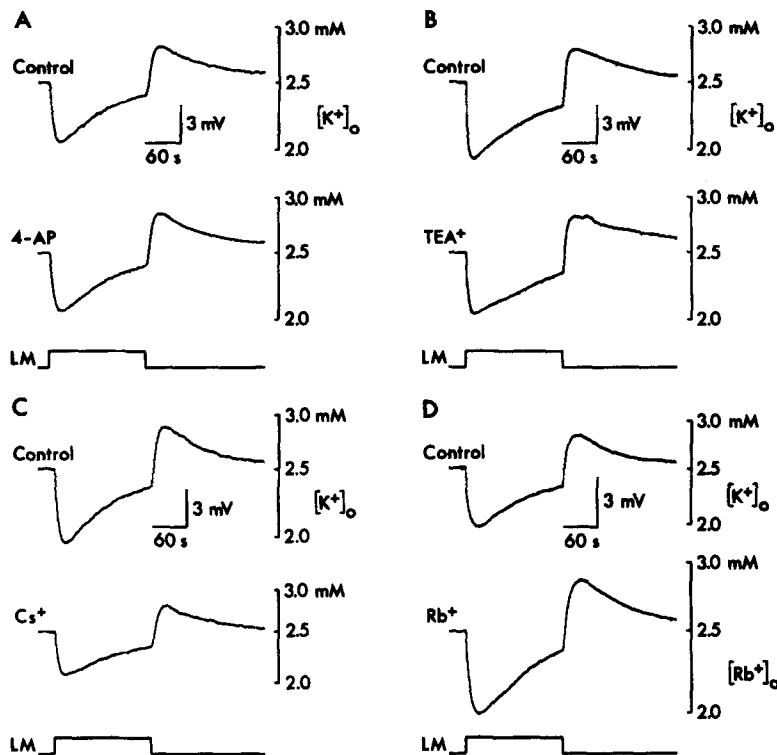 A
Control
3.0 mM
2.5
2.0
[K+]o
3 mV
60 s
4-AP
3.0 mM
2.5
2.0
LM
B
Control
3.0 mM
2.5
2.0
[K+]o
3 mV
60 s
TEA+
3.0 mM
2.5
2.0
LM
C
Control
3.0 mM
2.5
2.0
[K+]o
3 mV
60 s
Cs+
3.0 mM
2.5
2.0
LM
D
Control
3.0 mM
2.5
2.0
[K+]o
3 mV
60 s
Rb+
3.0 mM
2.5
2.0
[Rb+]o
LM